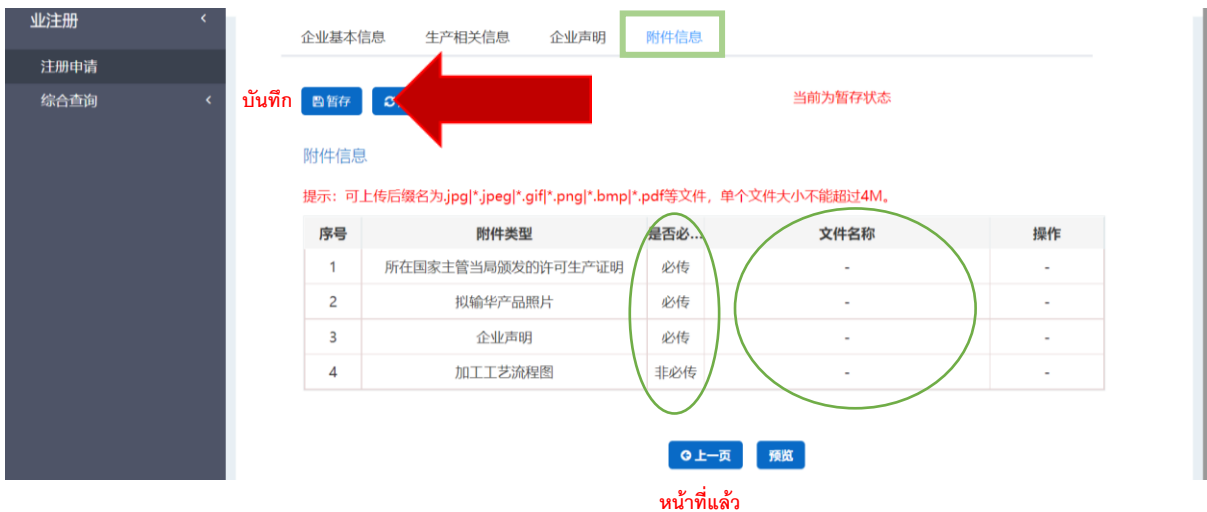 业注册
注册申请
综合查询
企业基本信息 生产相关信息 企业声明 附件信息
บันทึก 暂存
当前为暂存状态
附件信息
提示：可上传后缀名为.jpg|*.jpeg|*.gif|*.png|*.bmp|*.pdf等文件，单个文件大小不能超过4M。
序号 附件类型 是否必... 文件名称 操作
1 所在国家主管当局颁发的许可生产证明 必传 - -
2 拟输华产品照片 必传 - -
3 企业声明 必传 - -
4 加工工艺流程图 非必传 - -
上一页 预览
หน้าที่แล้ว